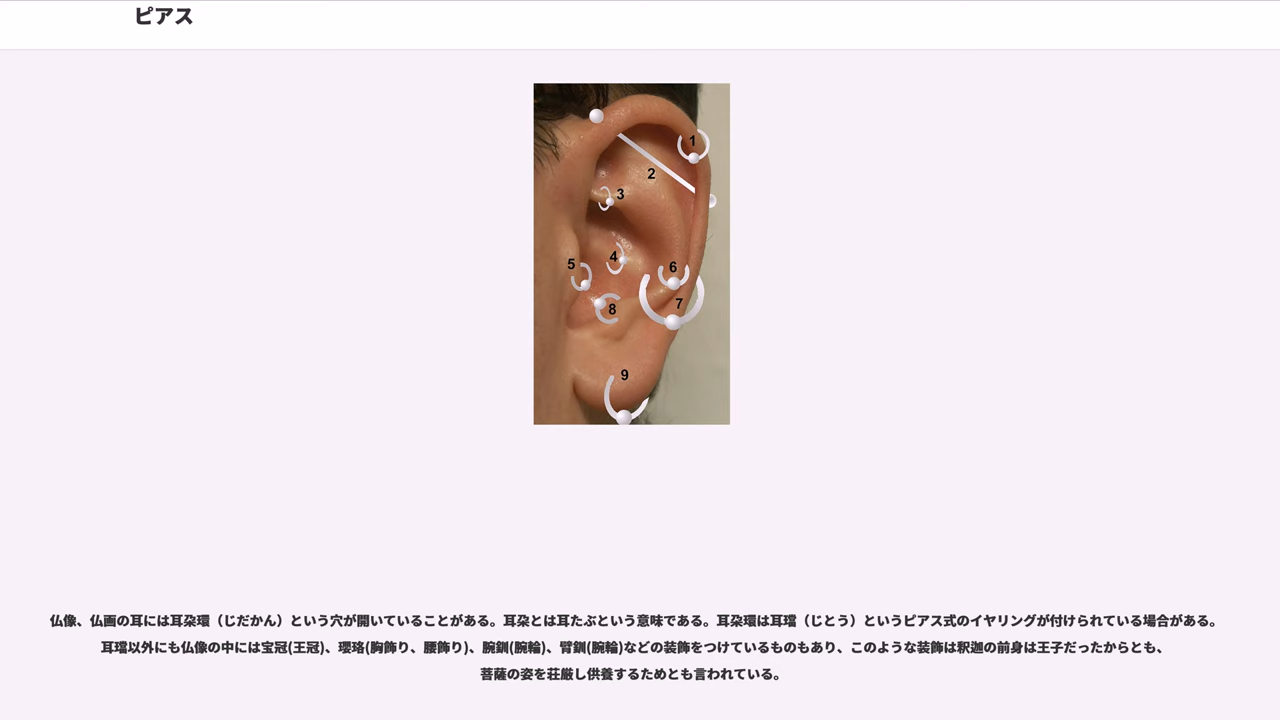 ピアス
1
2
3
4
5
6
7
8
9
仏像、仏画の耳には耳朶環（じだかん）という穴が開いていることがある。耳朶とは耳たぶという意味である。耳朶環は耳璫（じとう）というピアス式のイヤリングが付けられている場合がある。
耳璫以外にも仏像の中には宝冠(王冠)、瓔珞(胸飾り、腰飾り)、腕釧(腕輪)、臂釧(腕輪)などの装飾をつけているものもあり、このような装飾は釈迦の前身は王子だったからとも、
菩薩の姿を荘厳し供養するためとも言われている。